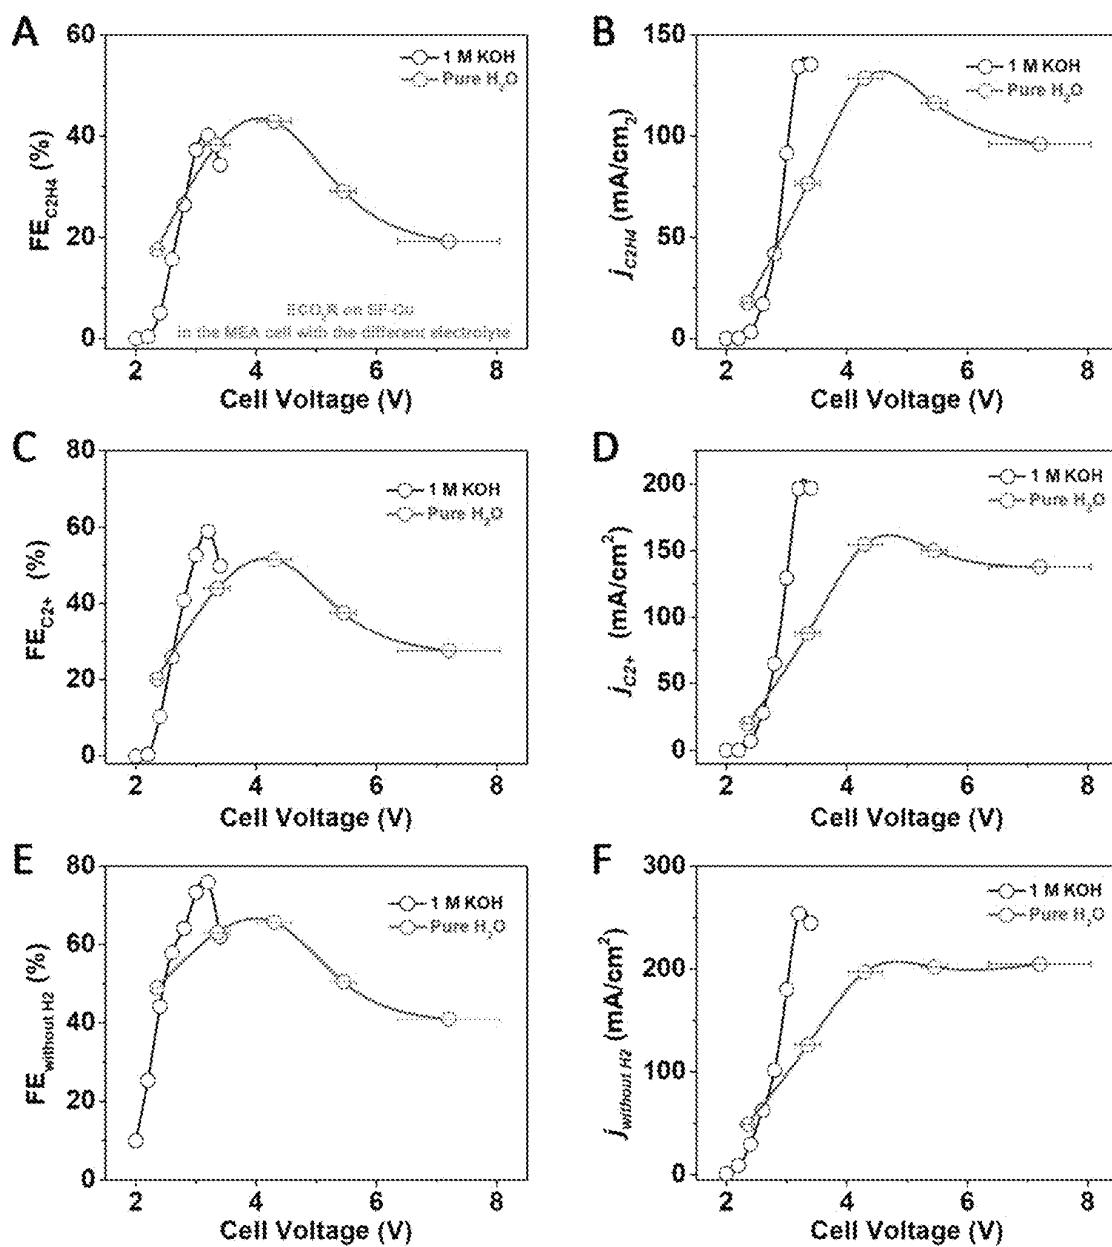 A
60
40
20
0
FE_C2H4 (%)
1 M KOH
Pure H₂O
ECO₂R on SF-Cu
in the MEA cell with the different electrolyte
2 4 6 8
Cell Voltage (V)
B
150
100
50
0
j_C2H4 (mA/cm₂)
1 M KOH
Pure H₂O
2 4 6 8
Cell Voltage (V)
C
80
60
40
20
0
FE_C2+ (%)
1 M KOH
Pure H₂O
2 4 6 8
Cell Voltage (V)
D
200
150
100
50
0
j_C2+ (mA/cm²)
1 M KOH
Pure H₂O
2 4 6 8
Cell Voltage (V)
E
80
60
40
20
0
FE_without H2 (%)
1 M KOH
Pure H₂O
2 4 6 8
Cell Voltage (V)
F
300
200
100
0
j_without H2 (mA/cm²)
1 M KOH
Pure H₂O
2 4 6 8
Cell Voltage (V)